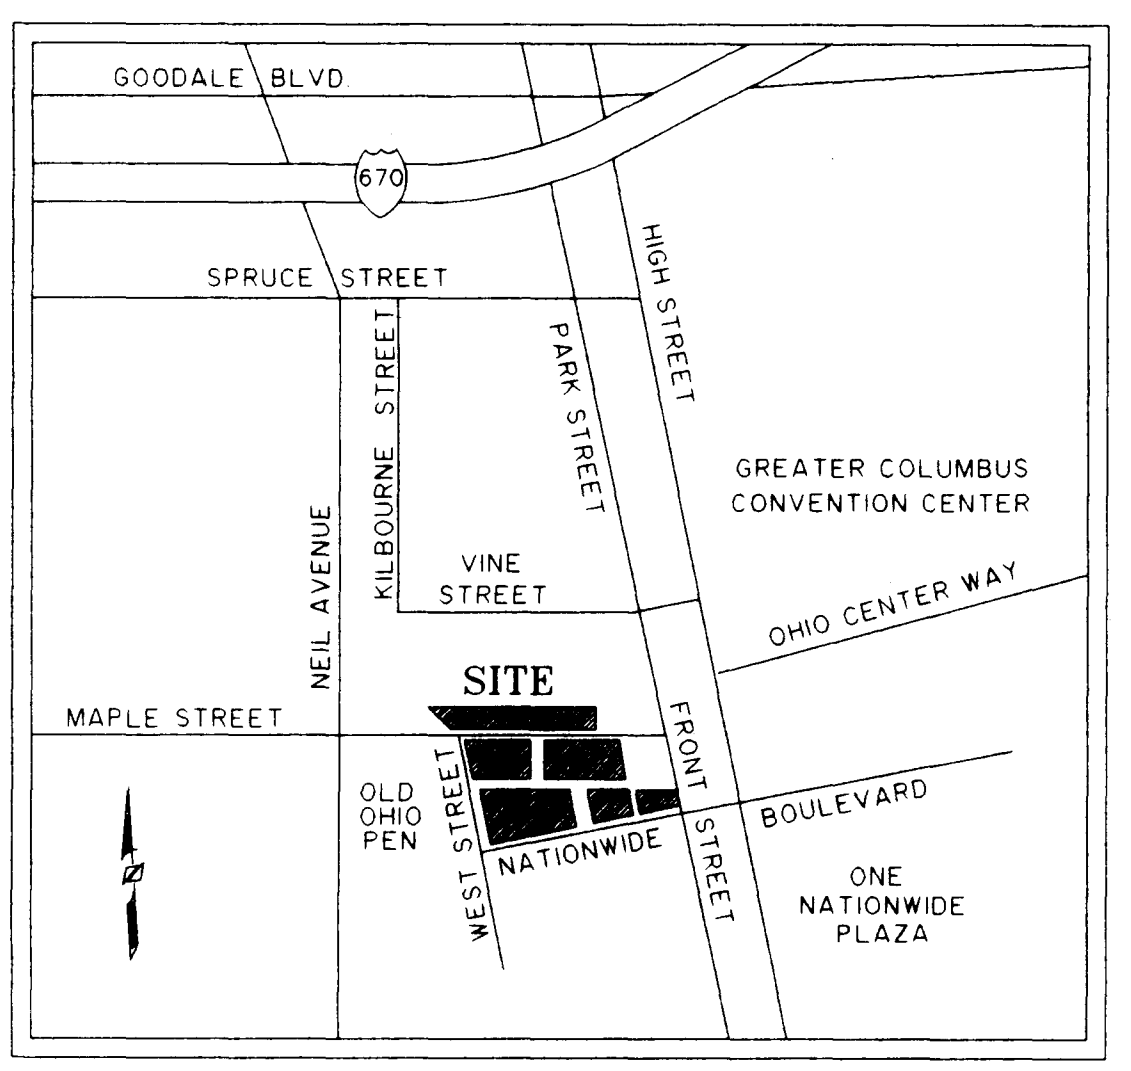 GOODALE BLVD.
670
SPRUCE STREET
HIGH STREET
PARK STREET
KILBOURNE STREET
NEIL AVENUE
GREATER COLUMBUS
CONVENTION CENTER
VINE
STREET
OHIO CENTER WAY
SITE
MAPLE STREET
FRONT STREET
WEST STREET
OLD
OHIO
PEN
NATIONWIDE BOULEVARD
N
ONE
NATIONWIDE
PLAZA